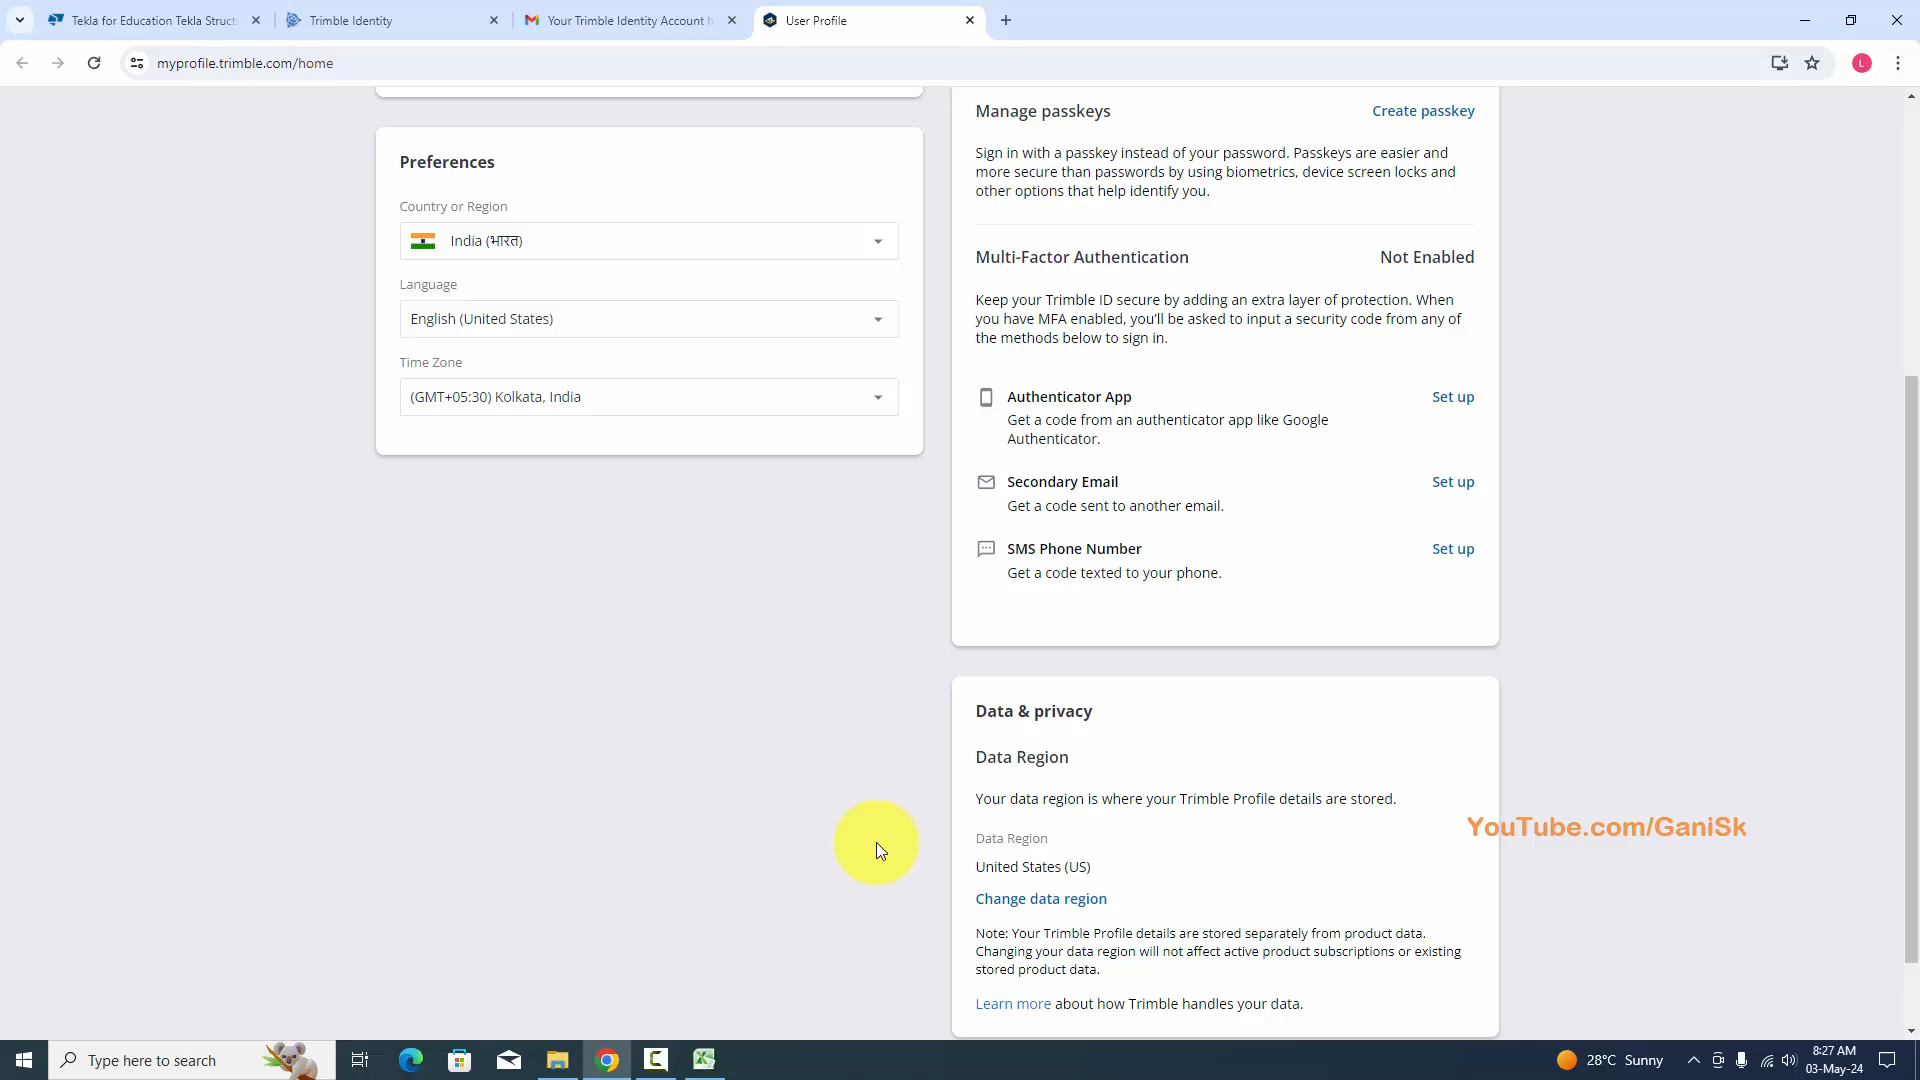 Tekla for Education Tekla Struct
Trimble Identity
Your Trimble Identity Account h
User Profile
myprofile.trimble.com/home
L
Manage passkeys
Create passkey
Sign in with a passkey instead of your password. Passkeys are easier and
more secure than passwords by using biometrics, device screen locks and
other options that help identify you.
Preferences
Country or Region
India (भारत)
Language
English (United States)
Time Zone
(GMT+05:30) Kolkata, India
Multi-Factor Authentication
Not Enabled
Keep your Trimble ID secure by adding an extra layer of protection. When
you have MFA enabled, you'll be asked to input a security code from any of
the methods below to sign in.
Authenticator App
Set up
Get a code from an authenticator app like Google
Authenticator.
Secondary Email
Set up
Get a code sent to another email.
SMS Phone Number
Set up
Get a code texted to your phone.
Data & privacy
Data Region
Your data region is where your Trimble Profile details are stored.
Data Region
United States (US)
Change data region
Note: Your Trimble Profile details are stored separately from product data.
Changing your data region will not affect active product subscriptions or existing
stored product data.
Learn more about how Trimble handles your data.
YouTube.com/GaniSk
Type here to search
28°C Sunny
8:27 AM
03-May-24